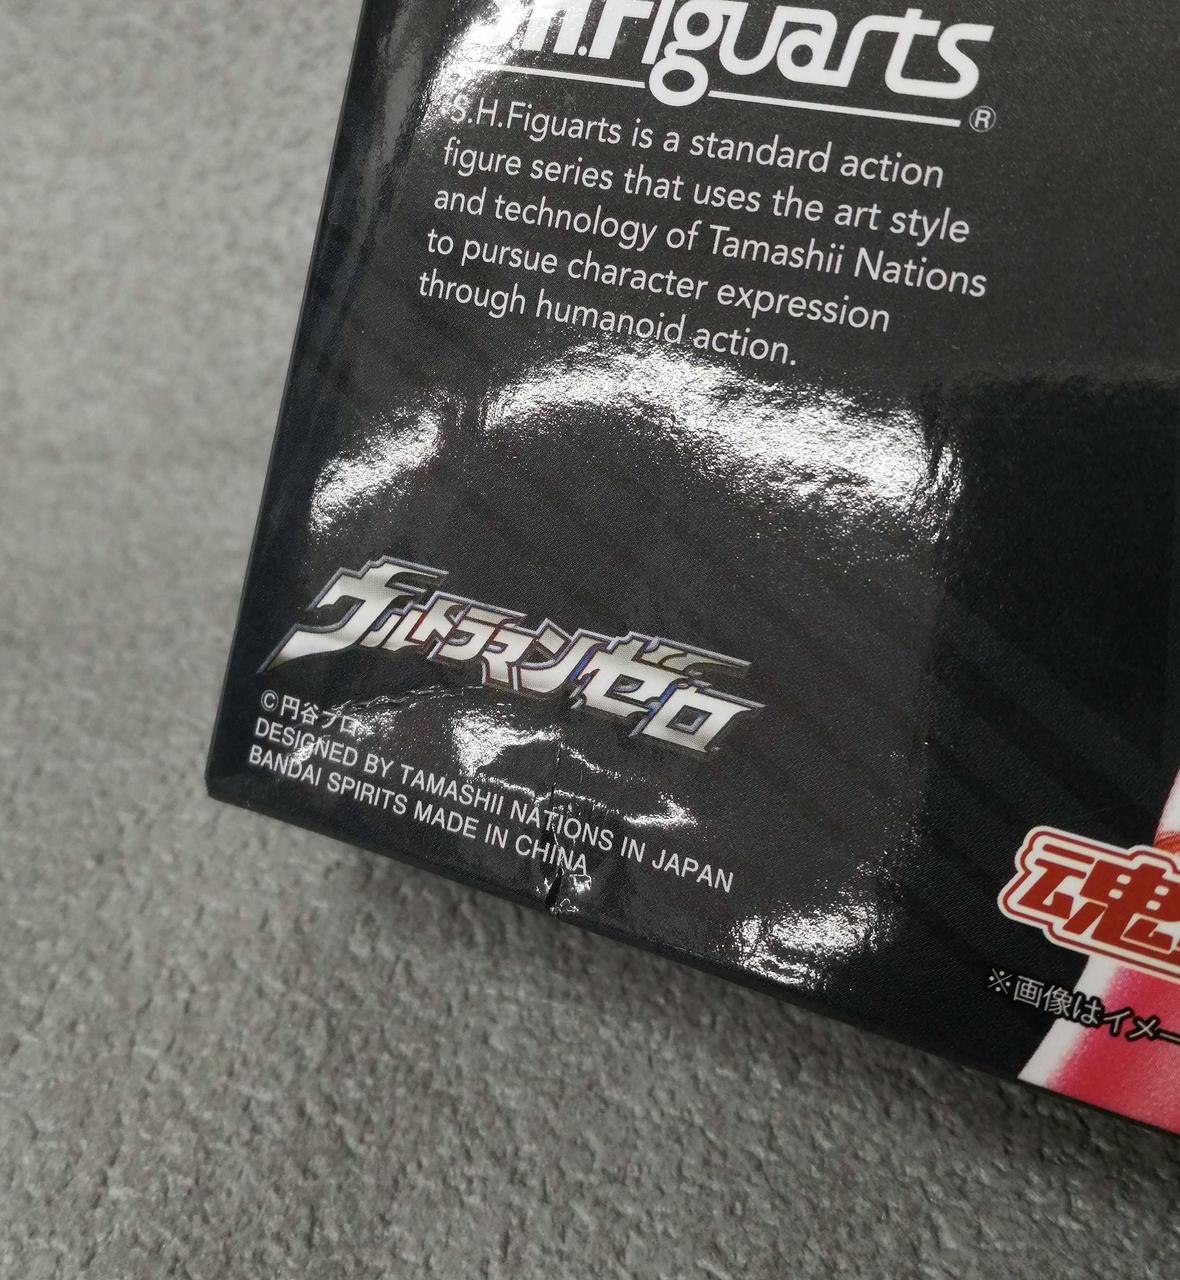 S.H.Figuarts
®
S.H.Figuarts is a standard action
figure series that uses the art style
and technology of Tamashii Nations
to pursue character expression
through humanoid action.
ウルトラマンゼロ
©円谷プロ
DESIGNED BY TAMASHII NATIONS IN JAPAN
BANDAI SPIRITS MADE IN CHINA
魂
※画像はイメー